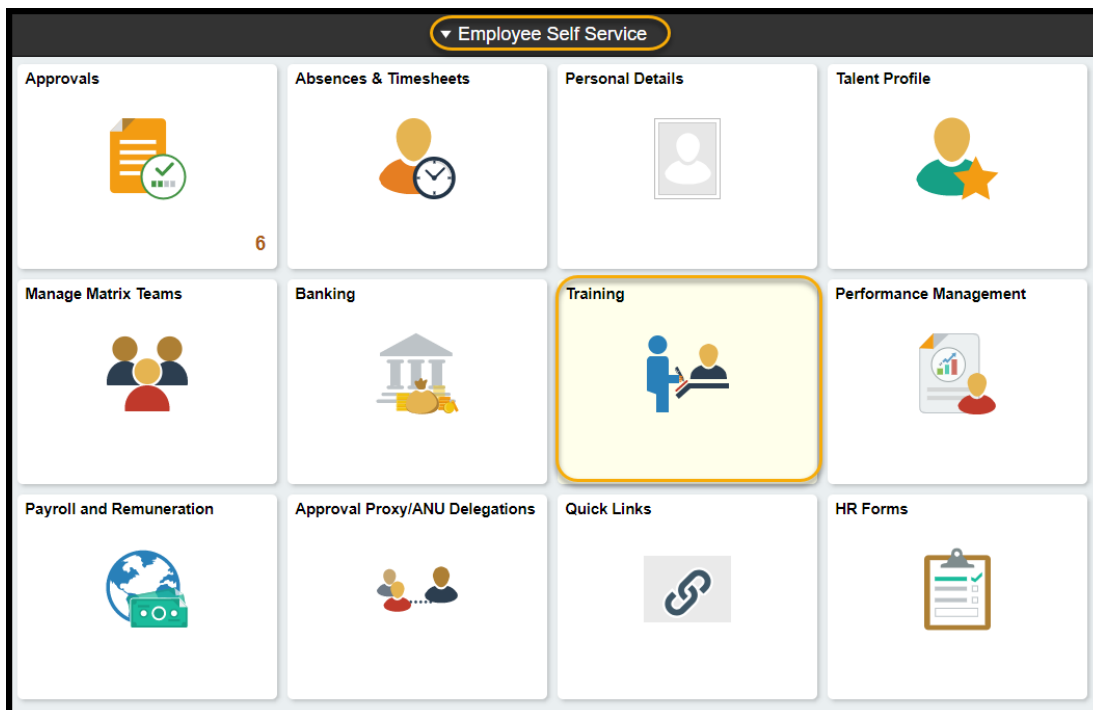 Employee Self Service
Approvals
Absences & Timesheets
Personal Details
Talent Profile
6
Manage Matrix Teams
Banking
Training
Performance Management
Payroll and Remuneration
Approval Proxy/ANU Delegations
Quick Links
HR Forms